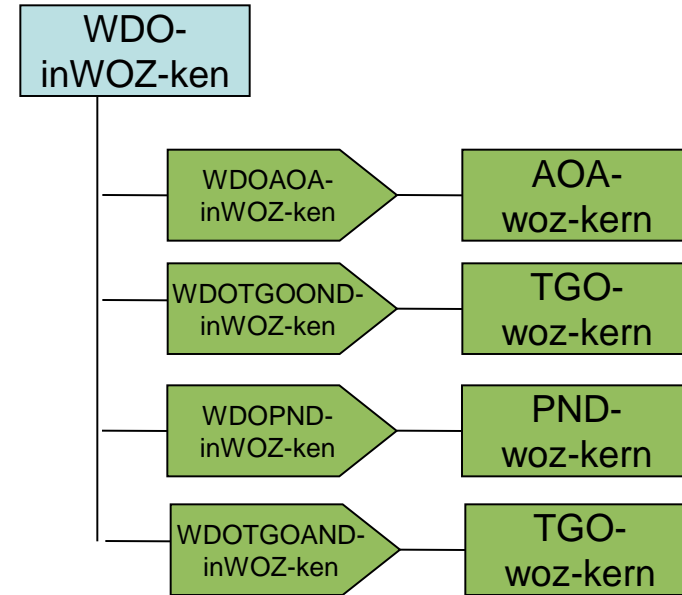 WDO-
inWOZ-ken
WDOAOA-
inWOZ-ken
AOA-
woz-kern
WDOTGOOND-
inWOZ-ken
TGO-
woz-kern
WDOPND-
inWOZ-ken
PND-
woz-kern
WDOTGOAND-
inWOZ-ken
TGO-
woz-kern